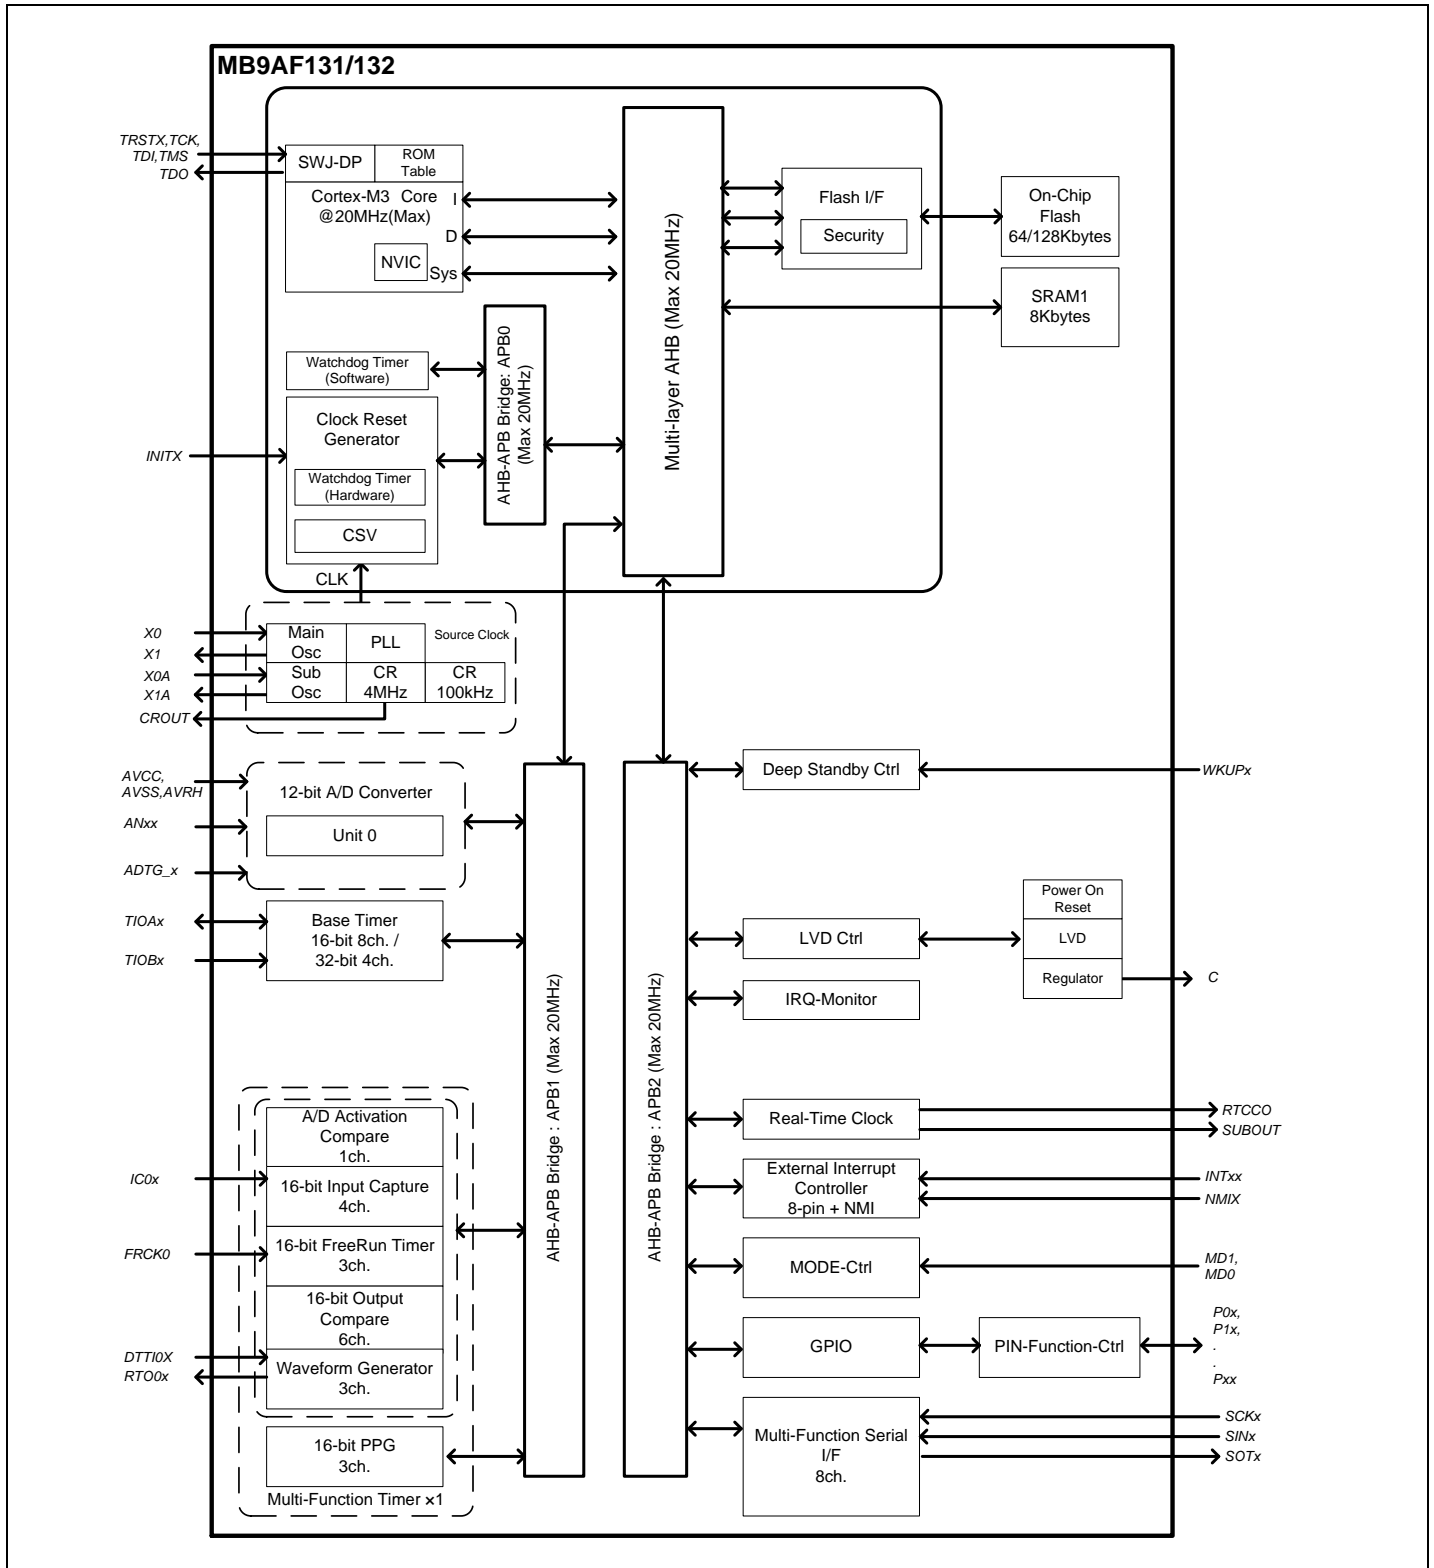 MB9AF131/132
TRSTX,TCK,
TDI,TMS
TDO
SWJ-DP
ROM
Table
Cortex-M3 Core
@20MHz(Max)
I
D
NVIC
Sys
Multi-layer AHB (Max 20MHz)
Flash I/F
Security
On-Chip
Flash
64/128Kbytes
SRAM1
8Kbytes
AHB-APB Bridge: APB0
(Max 20MHz)
Watchdog Timer
(Software)
INITX
Clock Reset
Generator
Watchdog Timer
(Hardware)
CSV
CLK
X0
X1
X0A
X1A
CROUT
Main
Osc
PLL
Source Clock
Sub
Osc
CR
4MHz
CR
100kHz
AVCC,
AVSS,AVRH
ANxx
ADTG_x
12-bit A/D Converter
Unit 0
TIOAx
TIOBx
Base Timer
16-bit 8ch. /
32-bit 4ch.
AHB-APB Bridge : APB1 (Max 20MHz)
A/D Activation
Compare
1ch.
IC0x
16-bit Input Capture
4ch.
FRCK0
16-bit FreeRun Timer
3ch.
16-bit Output
Compare
6ch.
DTTI0X
RTO0x
Waveform Generator
3ch.
16-bit PPG
3ch.
Multi-Function Timer ×1
AHB-APB Bridge : APB2 (Max 20MHz)
Deep Standby Ctrl
WKUPx
LVD Ctrl
Power On
Reset
LVD
Regulator
C
IRQ-Monitor
Real-Time Clock
RTCCO
SUBOUT
External Interrupt
Controller
8-pin + NMI
INTxx
NMIX
MODE-Ctrl
MD1,
MD0
GPIO
PIN-Function-Ctrl
P0x,
P1x,
.
.
Pxx
Multi-Function Serial
I/F
8ch.
SCKx
SINx
SOTx